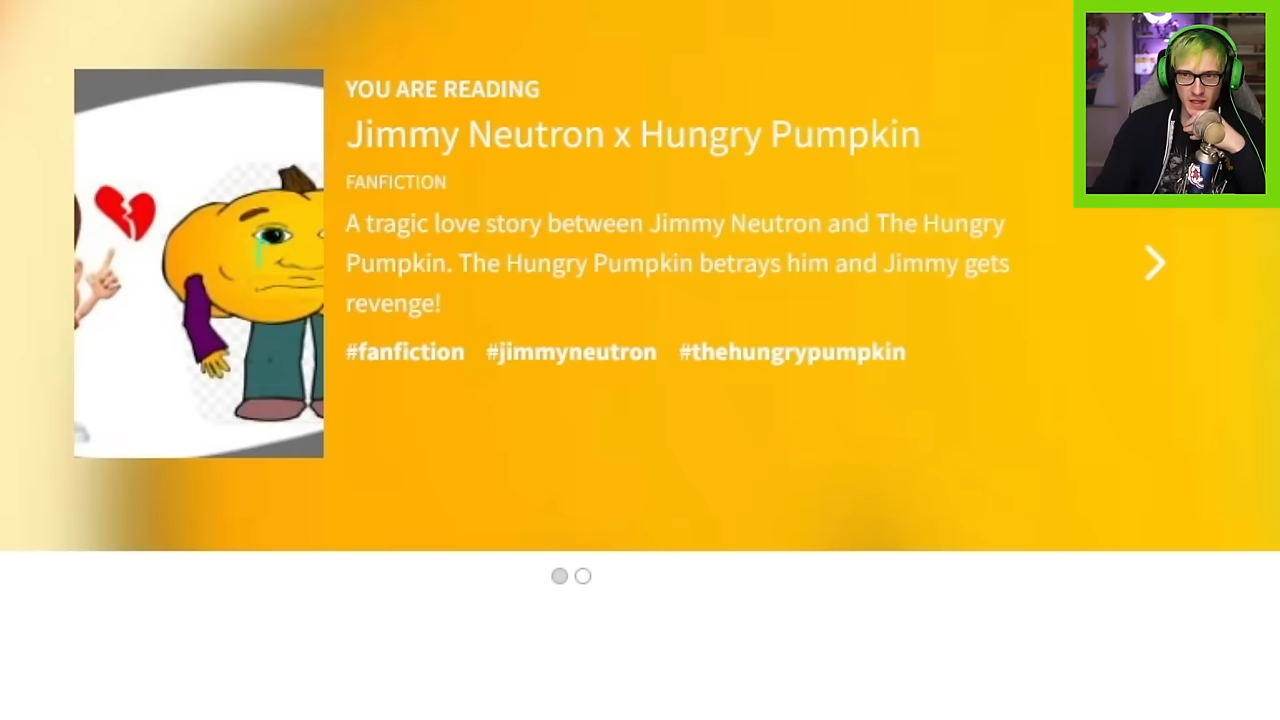 YOU ARE READING
Jimmy Neutron x Hungry Pumpkin
FANFICTION
A tragic love story between Jimmy Neutron and The Hungry
Pumpkin. The Hungry Pumpkin betrays him and Jimmy gets
revenge!
#fanfiction #jimmyneutron #thehungrypumpkin